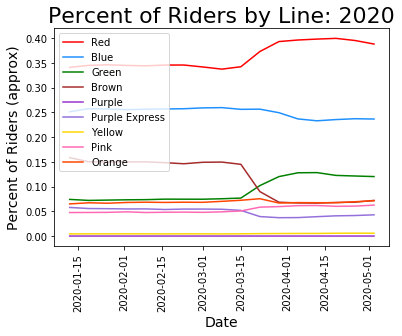 Percent of Riders by Line: 2020
Percent of Riders (approx)
0.40
0.35
0.30
0.25
0.20
0.15
0.10
0.05
0.00
Red
Blue
Green
Brown
Purple
Purple Express
Yellow
Pink
Orange
2020-01-15
2020-02-01
2020-02-15
2020-03-01
2020-03-15
2020-04-01
2020-04-15
2020-05-01
Date